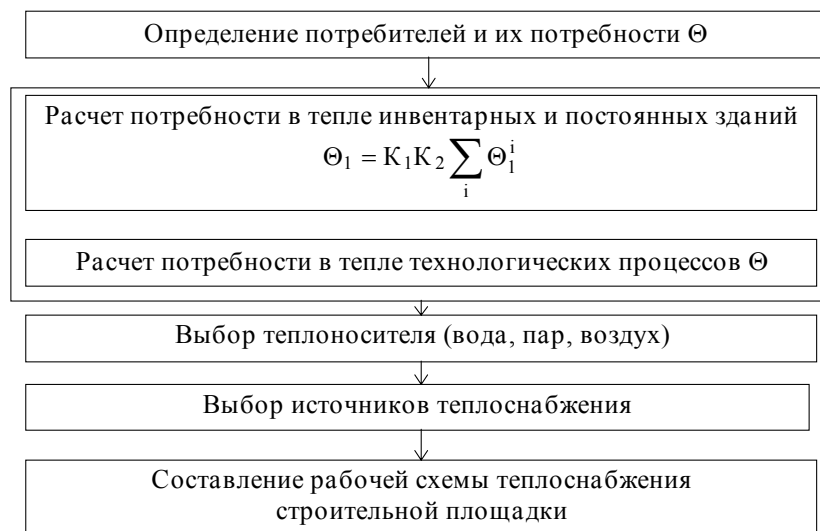 Определение потребителей и их потребности Θ
Расчет потребности в тепле инвентарных и постоянных зданий
Θ₁ = К₁К₂∑ᵢ Θ₁ⁱ
Расчет потребности в тепле технологических процессов Θ
Выбор теплоносителя (вода, пар, воздух)
Выбор источников теплоснабжения
Составление рабочей схемы теплоснабжения
строительной площадки